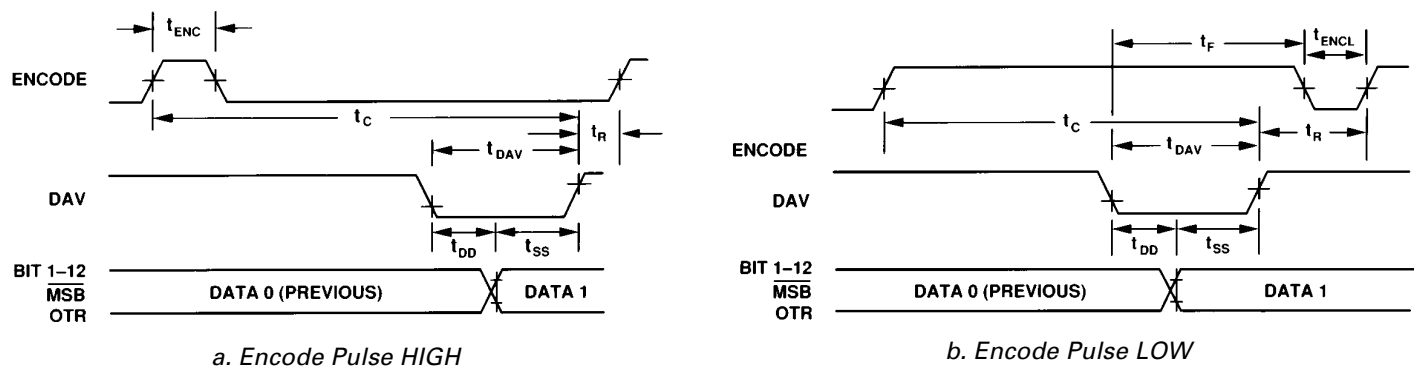 t_ENC
ENCODE
t_C
t_R
t_DAV
DAV
t_DD
t_SS
BIT 1–12
MSB
OTR
DATA 0 (PREVIOUS)
DATA 1
a. Encode Pulse HIGH
t_F
t_ENCL
t_C
t_R
t_DAV
ENCODE
DAV
t_DD
t_SS
BIT 1–12
MSB
OTR
DATA 0 (PREVIOUS)
DATA 1
b. Encode Pulse LOW